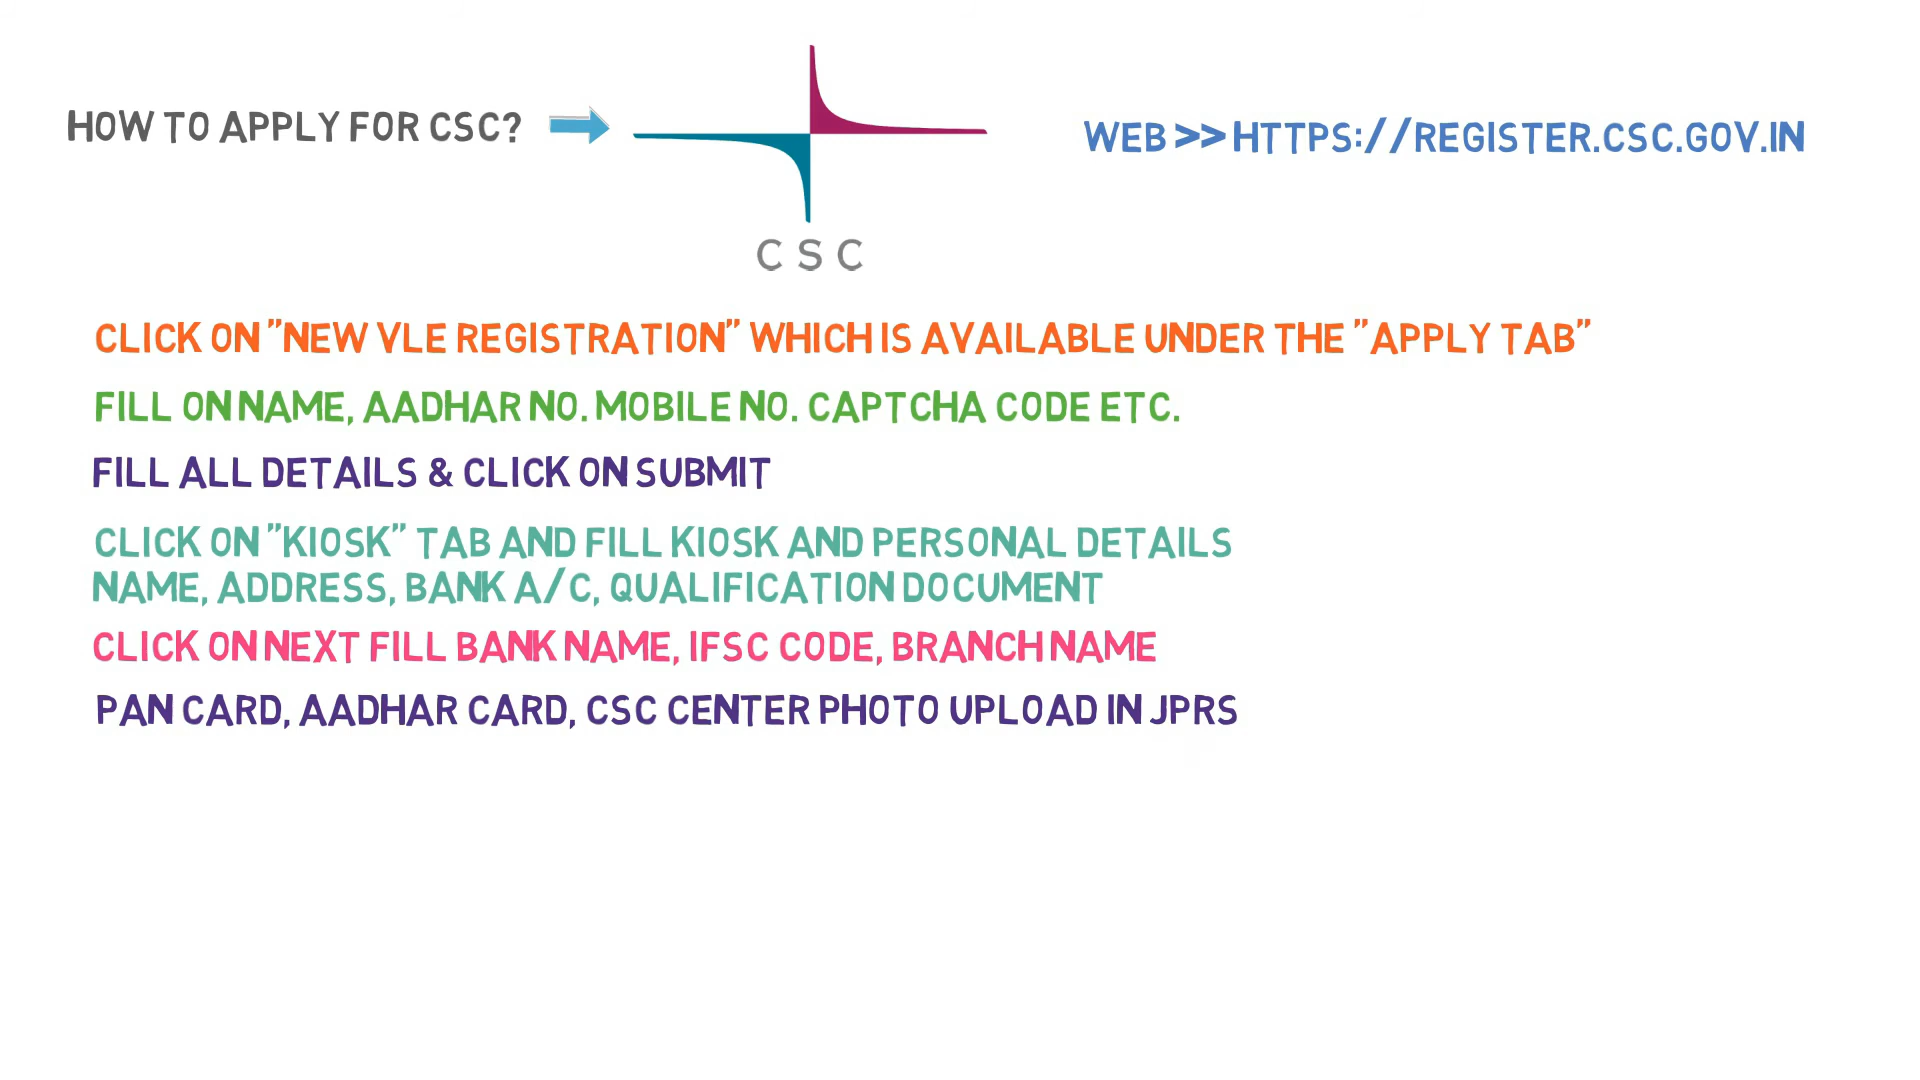 HOW TO APPLY FOR CSC?
WEB >> HTTPS://REGISTER.CSC.GOV.IN
C S C
CLICK ON "NEW VLE REGISTRATION" WHICH IS AVAILABLE UNDER THE "APPLY TAB"
FILL ON NAME, AADHAR NO. MOBILE NO. CAPTCHA CODE ETC.
FILL ALL DETAILS & CLICK ON SUBMIT
CLICK ON "KIOSK" TAB AND FILL KIOSK AND PERSONAL DETAILS
NAME, ADDRESS, BANK A/C, QUALIFICATION DOCUMENT
CLICK ON NEXT FILL BANK NAME, IFSC CODE, BRANCH NAME
PAN CARD, AADHAR CARD, CSC CENTER PHOTO UPLOAD IN JPRS